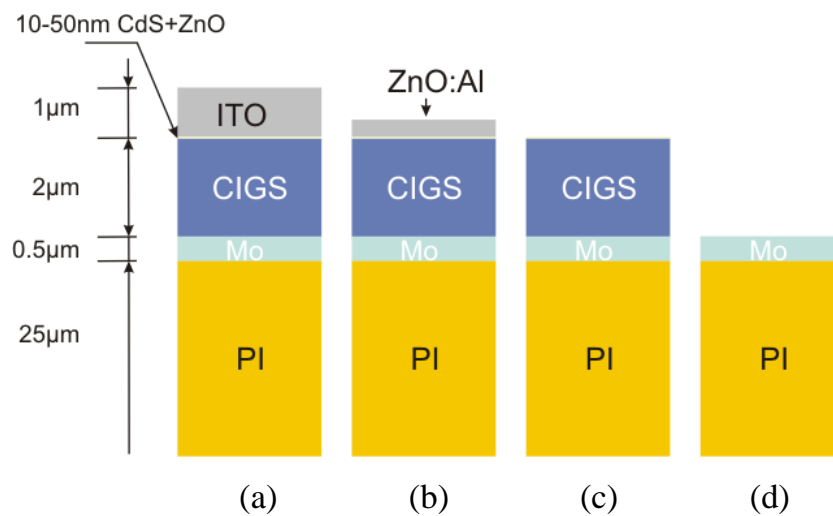 10-50nm CdS+ZnO
1µm
2µm
0.5µm
25µm
ITO
CIGS
Mo
PI
(a)
ZnO:Al
CIGS
Mo
PI
(b)
CIGS
Mo
PI
(c)
Mo
PI
(d)